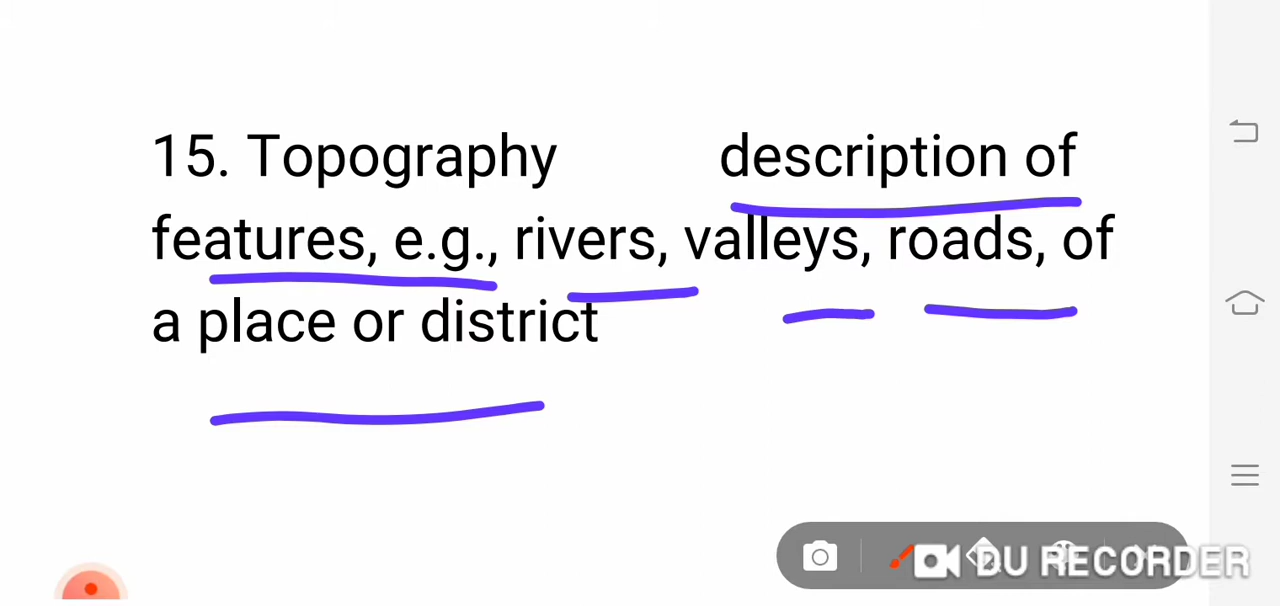 15. Topography description of
features, e.g., rivers, valleys, roads, of
a place or district
DU RECORDER